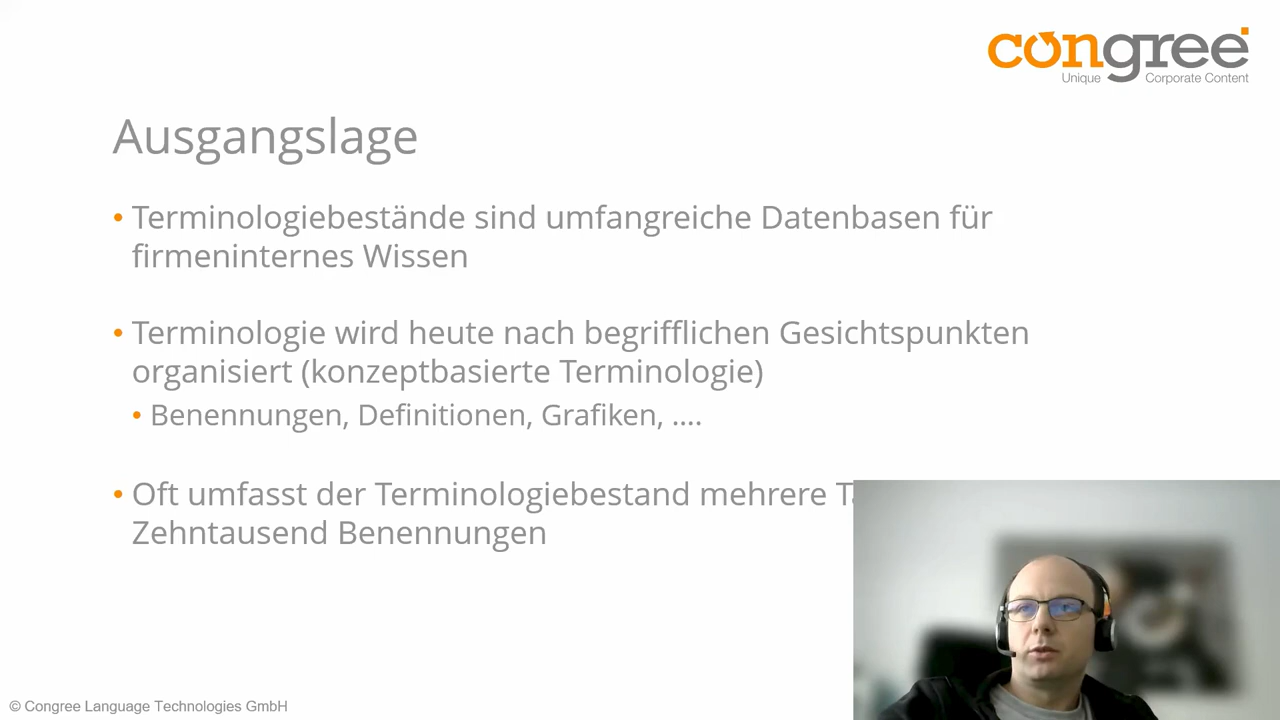 congree
Unique Corporate Content
Ausgangslage
• Terminologiebestände sind umfangreiche Datenbasen für
firmeninternes Wissen
• Terminologie wird heute nach begrifflichen Gesichtspunkten
organisiert (konzeptbasierte Terminologie)
• Benennungen, Definitionen, Grafiken, ....
• Oft umfasst der Terminologiebestand mehrere
Zehntausend Benennungen
© Congree Language Technologies GmbH